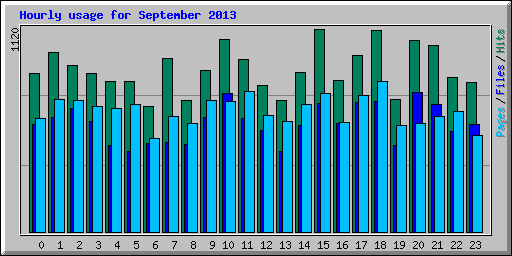 Hourly usage for September 2013
1120
Pages/Files/Hits
0 1 2 3 4 5 6 7 8 9 10 11 12 13 14 15 16 17 18 19 20 21 22 23